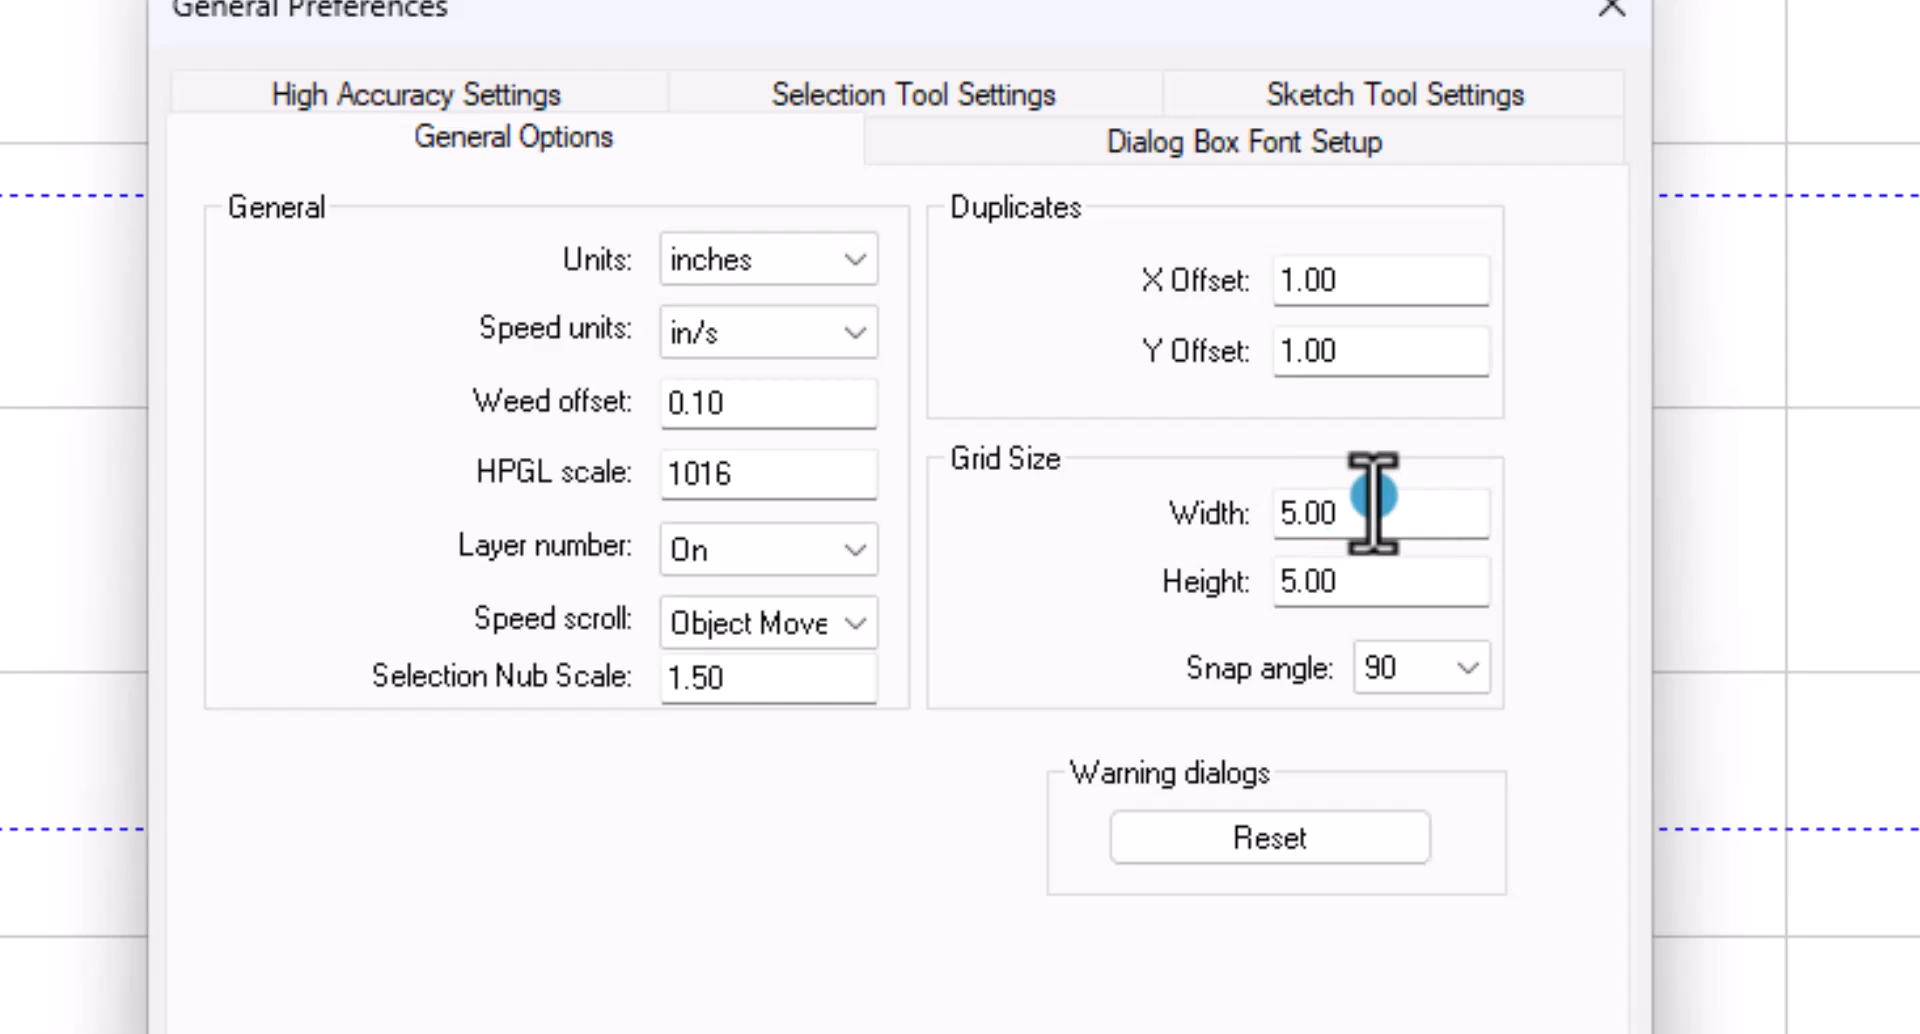 General Preferences
High Accuracy Settings
Selection Tool Settings
Sketch Tool Settings
General Options
Dialog Box Font Setup
General
Units: inches
Speed units: in/s
Weed offset: 0.10
HPGL scale: 1016
Layer number: On
Speed scroll: Object Move
Selection Nub Scale: 1.50
Duplicates
X Offset: 1.00
Y Offset: 1.00
Grid Size
Width: 5.00
Height: 5.00
Snap angle: 90
Warning dialogs
Reset